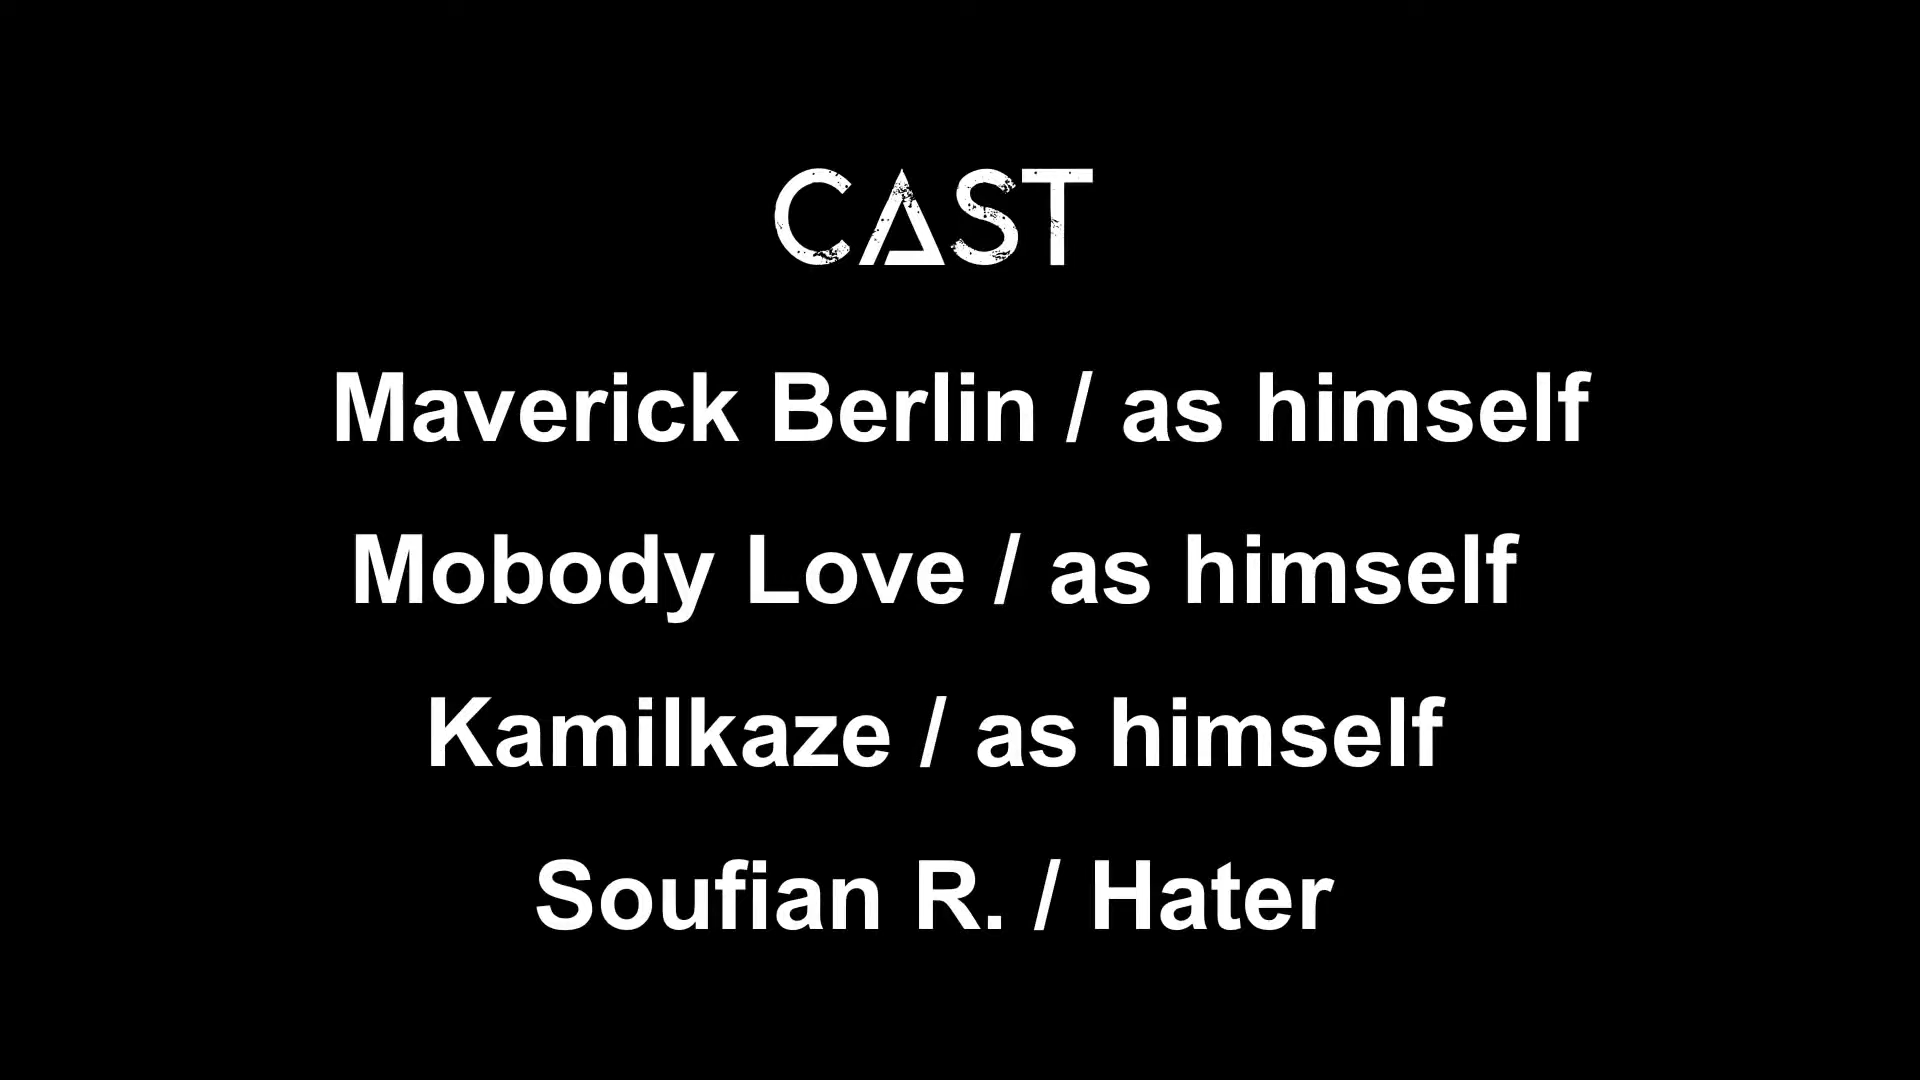 CAST
Maverick Berlin / as himself
Mobody Love / as himself
Kamilkaze / as himself
Soufian R. / Hater